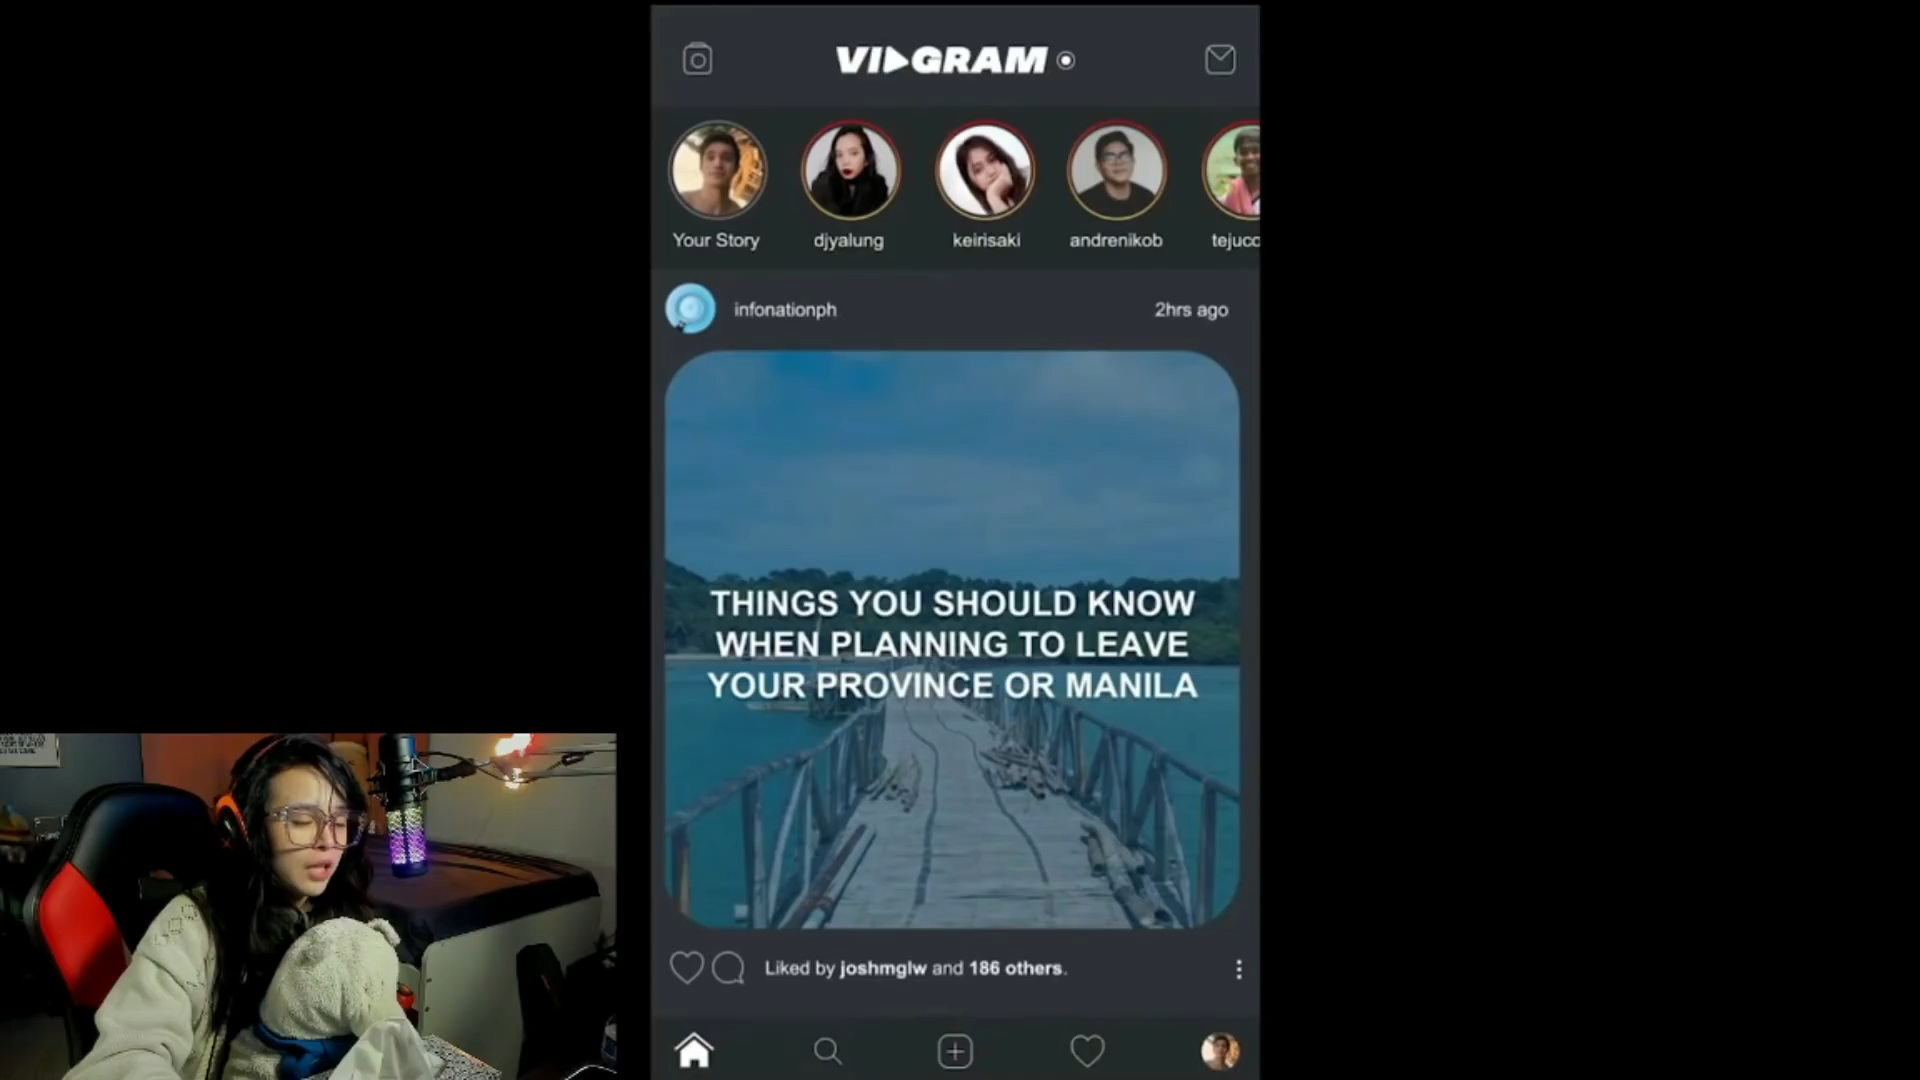 VIDGRAM
Your Story
djyalung
keirisaki
andrenikob
infonationph
2hrs ago
THINGS YOU SHOULD KNOW
WHEN PLANNING TO LEAVE
YOUR PROVINCE OR MANILA
Liked by joshmglw and 186 others.